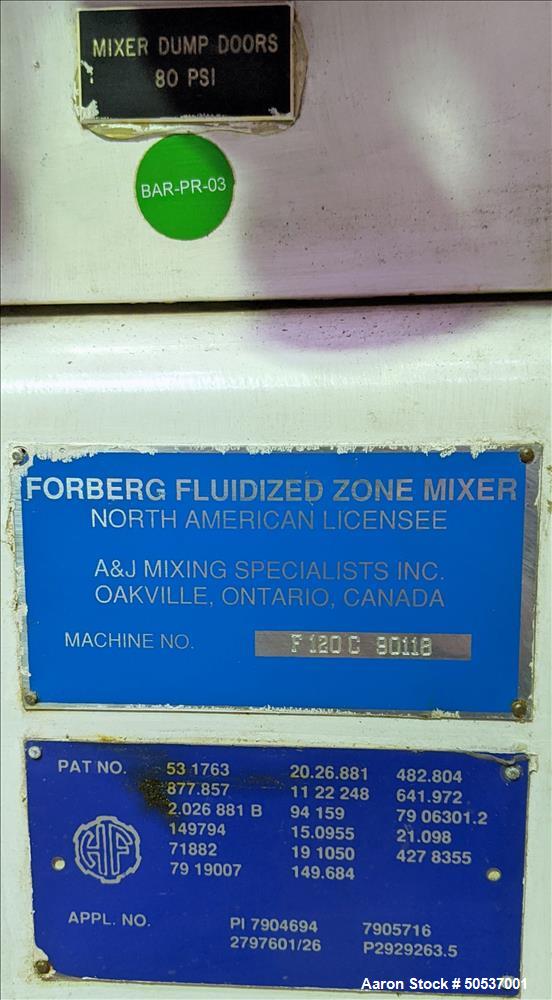 MIXER DUMP DOORS
80 PSI
BAR-PR-03
FORBERG FLUIDIZED ZONE MIXER
NORTH AMERICAN LICENSEE
A&J MIXING SPECIALISTS INC.
OAKVILLE, ONTARIO, CANADA
MACHINE NO. F 120 C 90118
PAT NO. 53 1763 20.26.881 482.804
877.857 11 22 248 641.972
2.026 881 B 94 159 79 06301.2
149794 15.0955 21.098
71882 19 1050 427 8355
79 19007 149.684
APPL. NO. PI 7904694 7905716
2797601/26 P2929263.5
Aaron Stock # 50537001